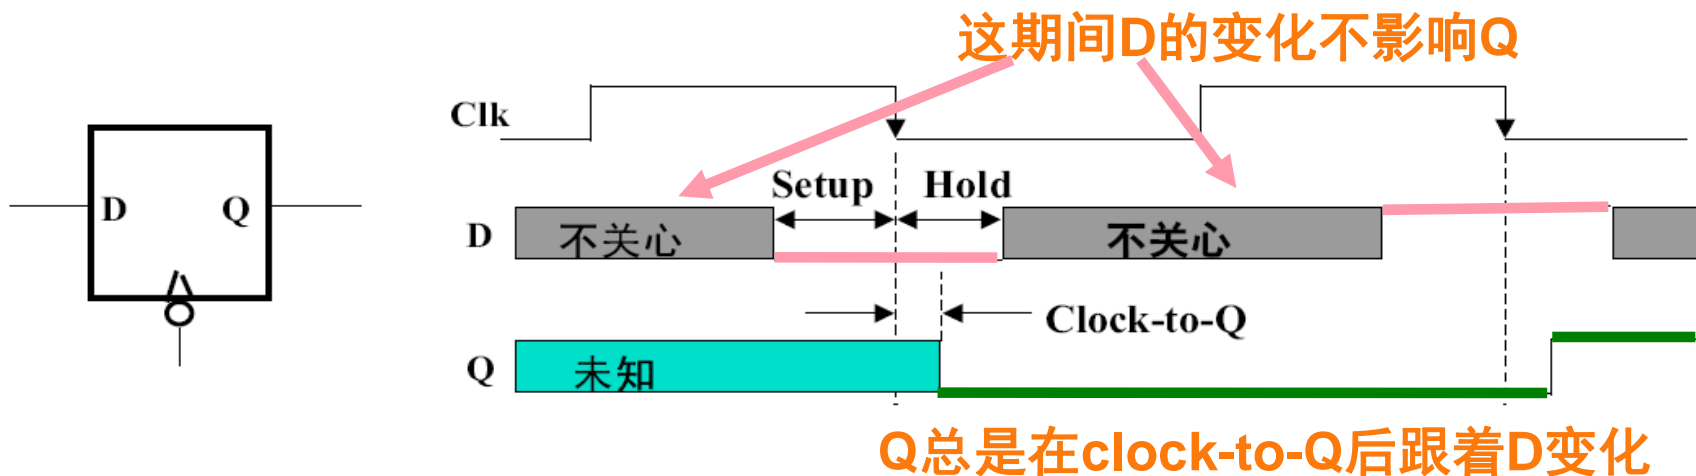 这期间D的变化不影响Q
Clk
D Q
Setup Hold
D 不关心 不关心
Clock-to-Q
Q 未知
Q总是在clock-to-Q后跟着D变化